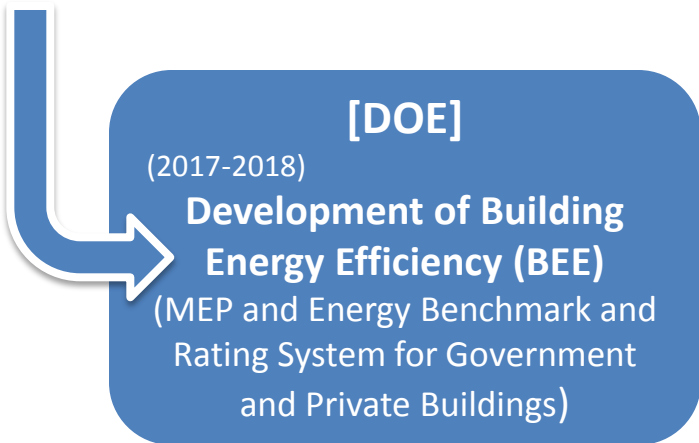 [DOE]
(2017-2018)
Development of Building
Energy Efficiency (BEE)
(MEP and Energy Benchmark and
Rating System for Government
and Private Buildings)